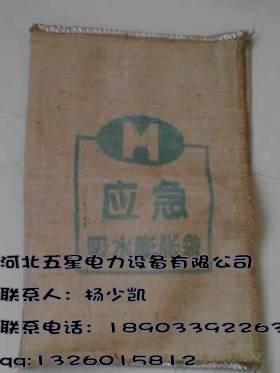 M
应急
吸水膨胀袋
河北五星电力设备有限公司
联系人：杨少凯
联系电话：18903392263
qq:1326015812